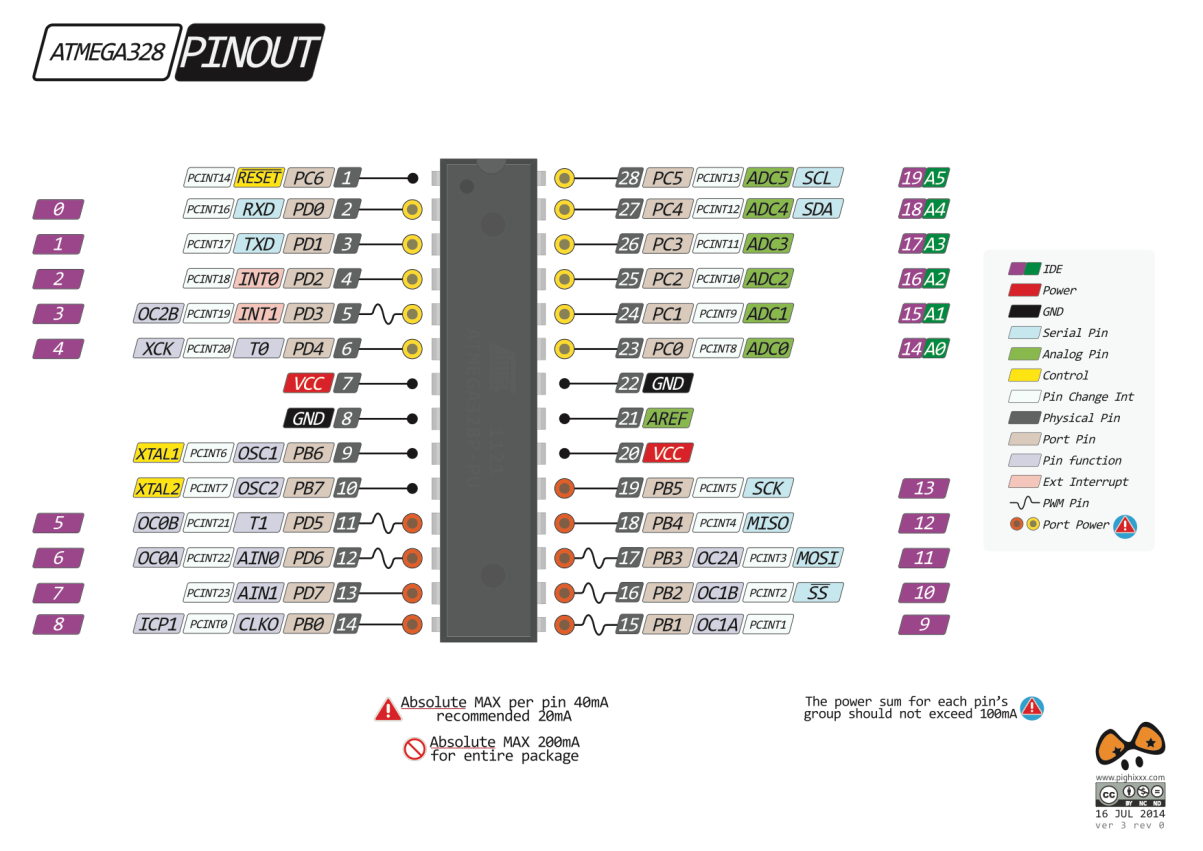 ATMEGA328 PINOUT
PCINT14 RESET PC6 1
0 PCINT16 RXD PD0 2
1 PCINT17 TXD PD1 3
2 PCINT18 INT0 PD2 4
3 OC2B PCINT19 INT1 PD3 5
4 XCK PCINT20 T0 PD4 6
VCC 7
GND 8
XTAL1 PCINT6 OSC1 PB6 9
XTAL2 PCINT7 OSC2 PB7 10
5 OC0B PCINT21 T1 PD5 11
6 OC0A PCINT22 AIN0 PD6 12
7 PCINT23 AIN1 PD7 13
8 ICP1 PCINT0 CLKO PB0 14
28 PC5 PCINT13 ADC5 SCL 19 A5
27 PC4 PCINT12 ADC4 SDA 18 A4
26 PC3 PCINT11 ADC3 17 A3
25 PC2 PCINT10 ADC2 16 A2
24 PC1 PCINT9 ADC1 15 A1
23 PC0 PCINT8 ADC0 14 A0
22 GND
21 AREF
20 VCC
19 PB5 PCINT5 SCK 13
18 PB4 PCINT4 MISO 12
17 PB3 OC2A PCINT3 MOSI 11
16 PB2 OC1B PCINT2 SS 10
15 PB1 OC1A PCINT1 9
IDE
Power
GND
Serial Pin
Analog Pin
Control
Pin Change Int
Physical Pin
Port Pin
Pin function
Ext Interrupt
PWM Pin
Port Power
Absolute MAX per pin 40mA
recommended 20mA
Absolute MAX 200mA
for entire package
The power sum for each pin's
group should not exceed 100mA
www.pighixxx.com
cc
BY NC ND
16 JUL 2014
ver 3 rev 0